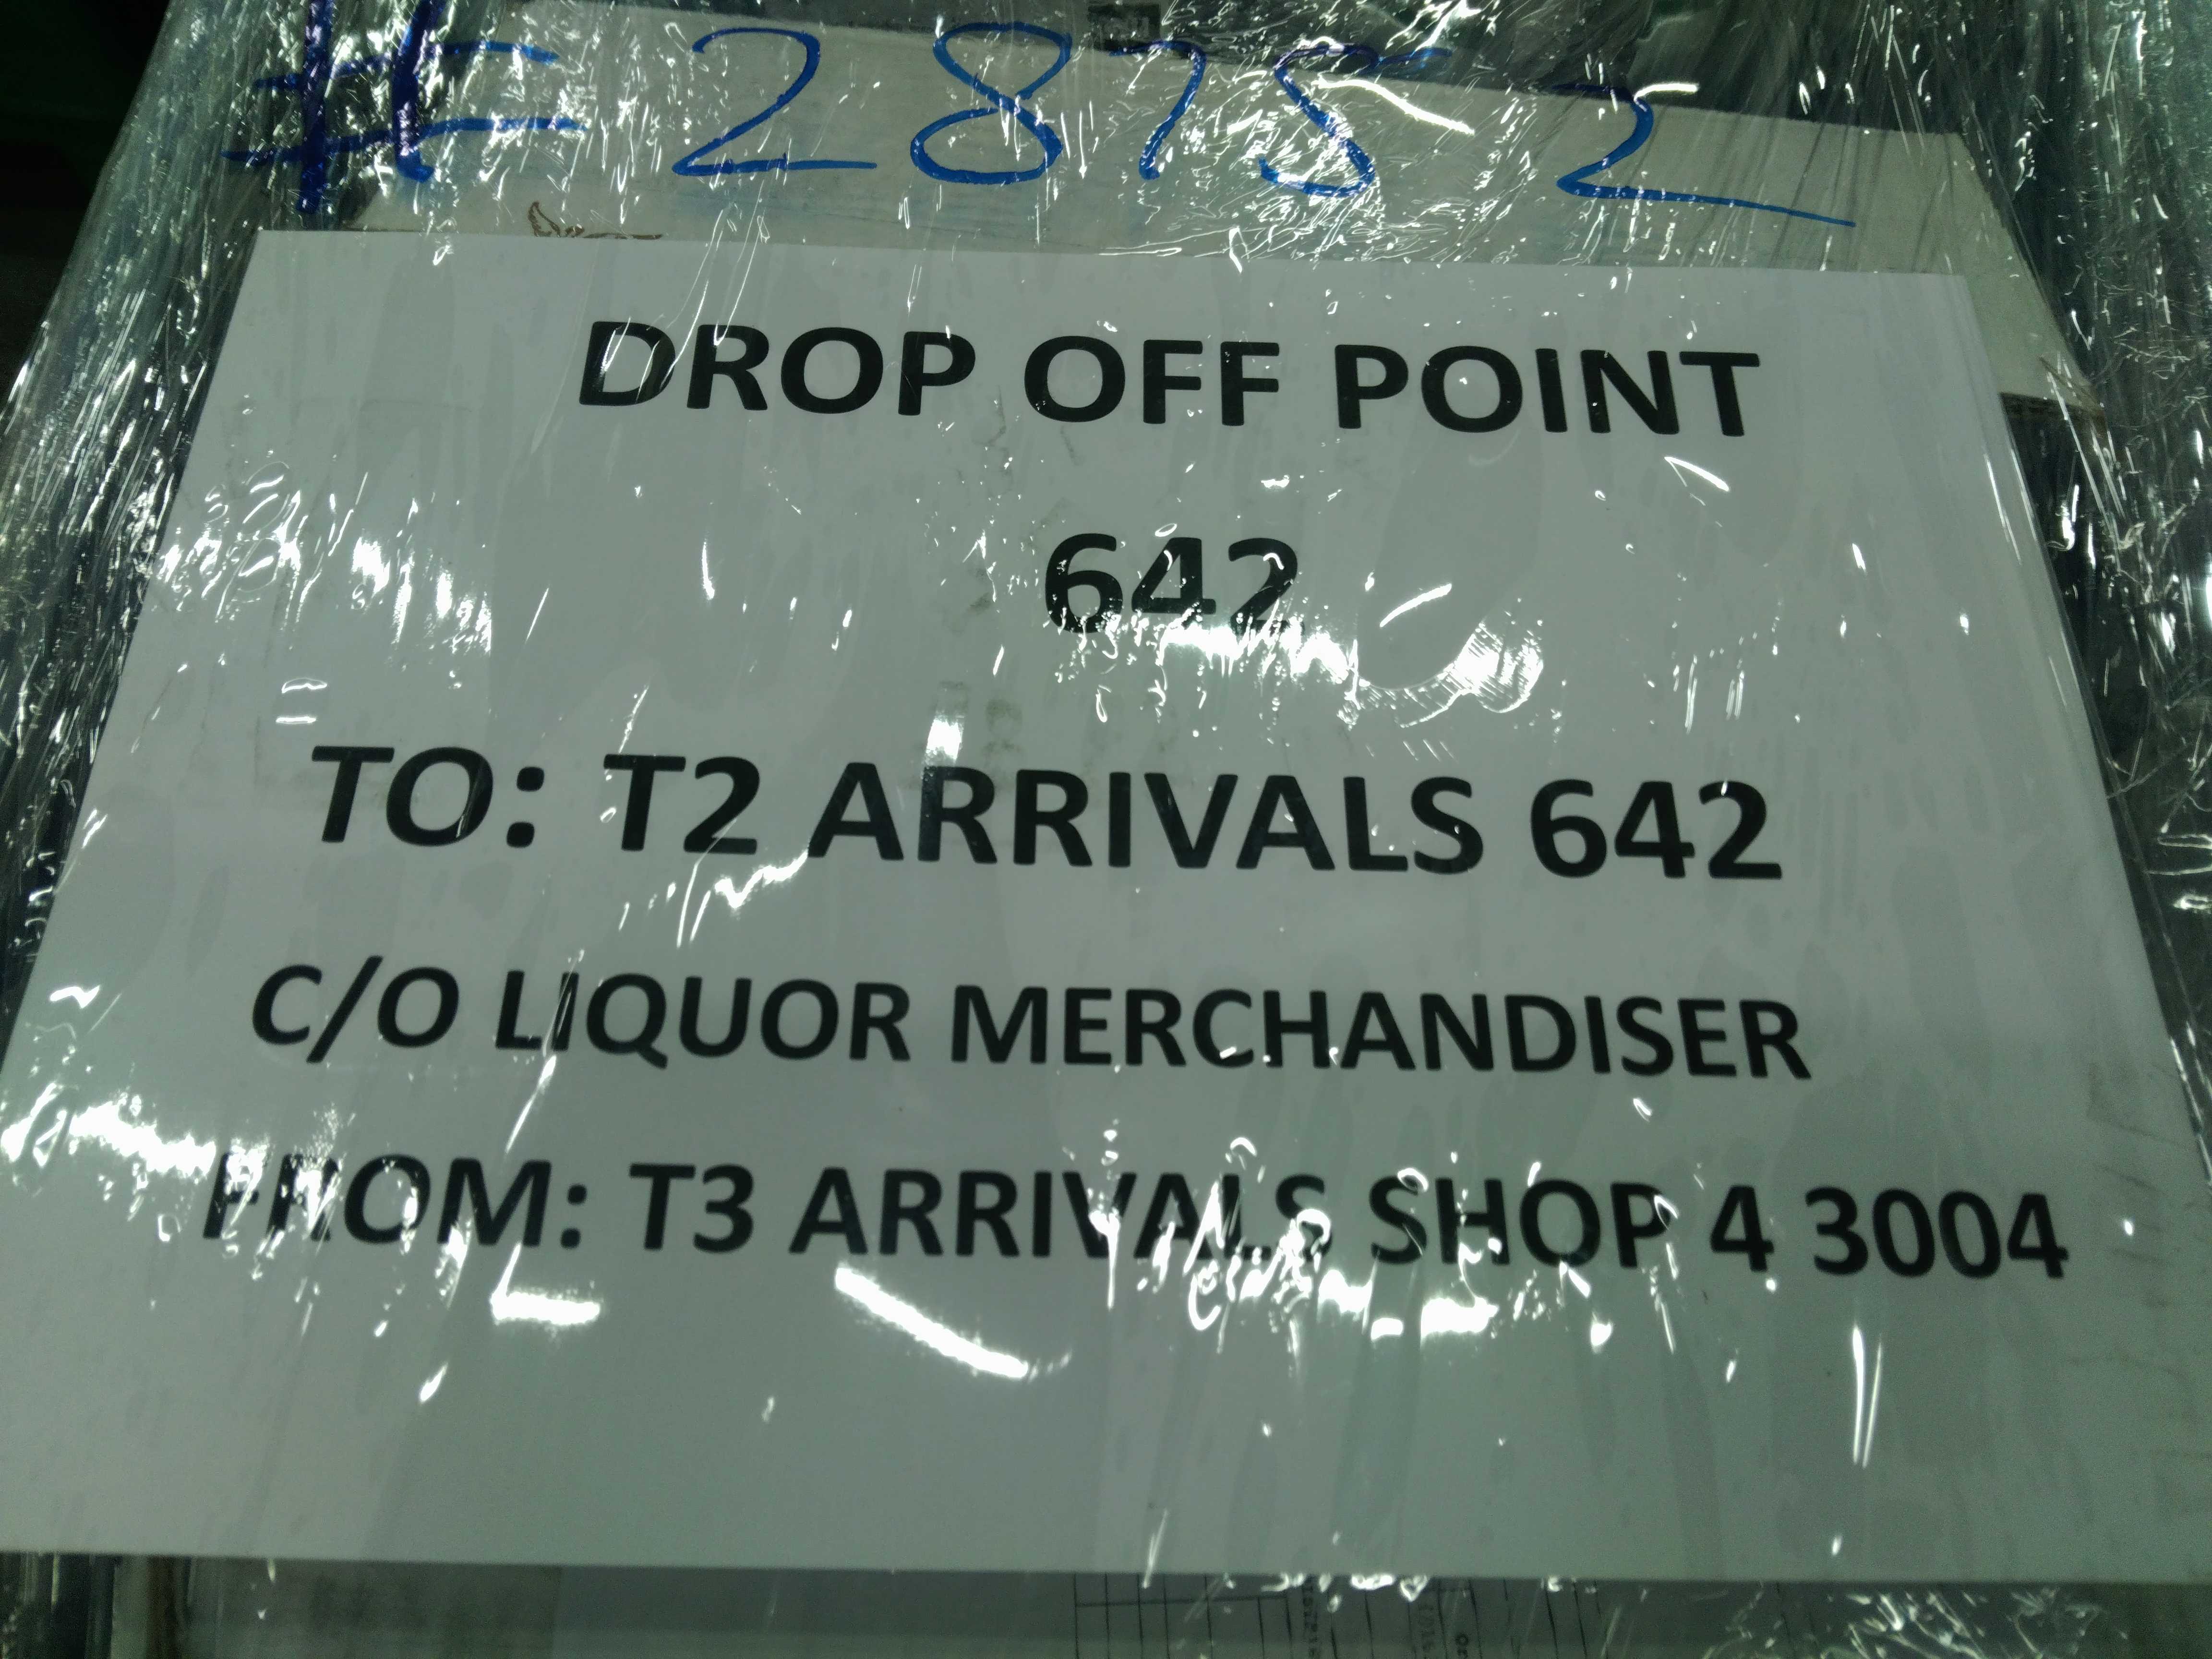 #28752
DROP OFF POINT
642
TO: T2 ARRIVALS 642
C/O LIQUOR MERCHANDISER
FROM: T3 ARRIVALS SHOP 4 3004